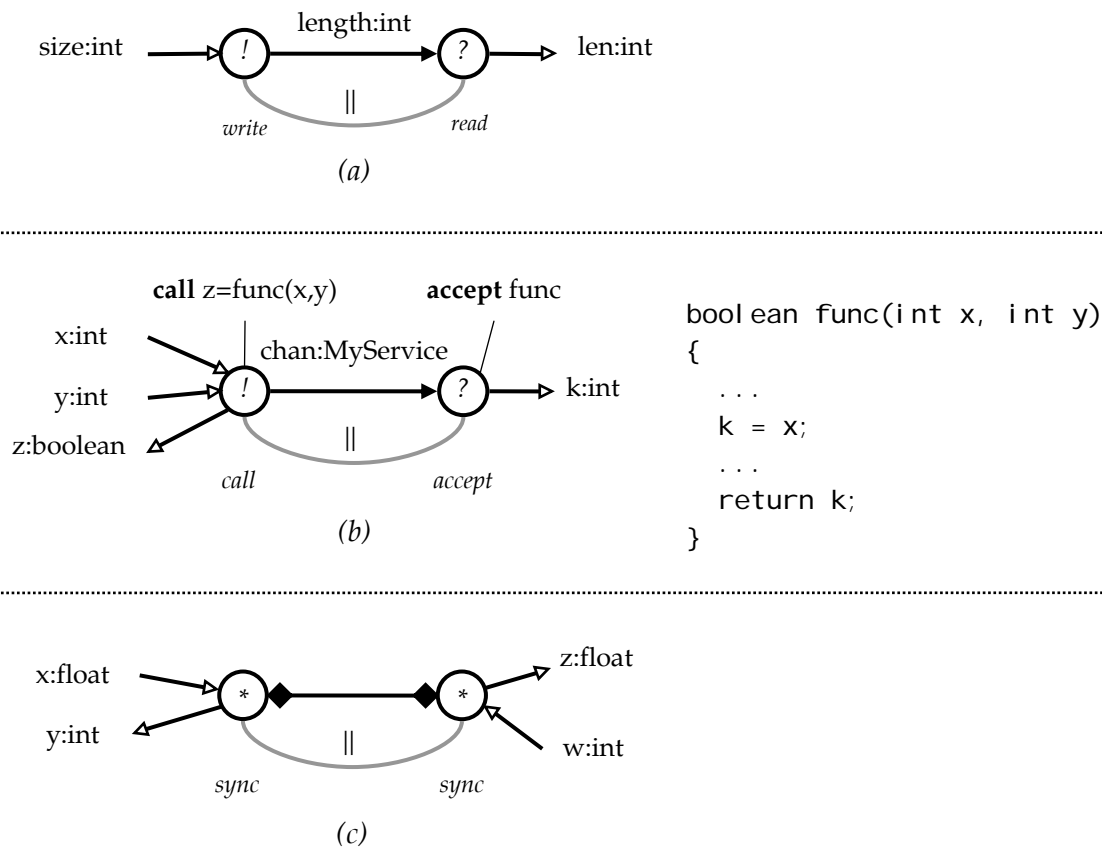 length:int
size:int ! ? len:int
||
write read
(a)
call z=func(x,y) accept func
x:int
chan:MyService
y:int ! ? k:int
z:boolean
||
call accept
(b)
boolean func(int x, int y)
{
...
k = x;
...
return k;
}
x:float z:float
* *
y:int w:int
||
sync sync
(c)